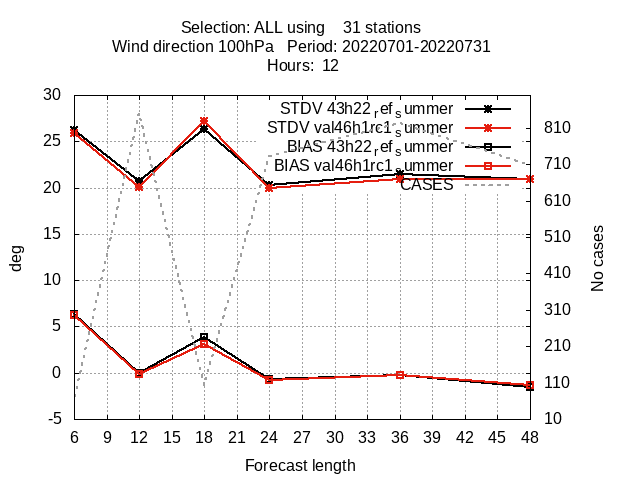 Selection: ALL using 31 stations
Wind direction 100hPa Period: 20220701-20220731
Hours: 12
STDV 43h22_ref_summer
STDV val46h1rc1_summer
BIAS 43h22_ref_summer
BIAS val46h1rc1_summer
CASES
30
25
20
15
10
5
0
-5
deg
810
710
610
510
410
310
210
110
10
No cases
6 9 12 15 18 21 24 27 30 33 36 39 42 45 48
Forecast length